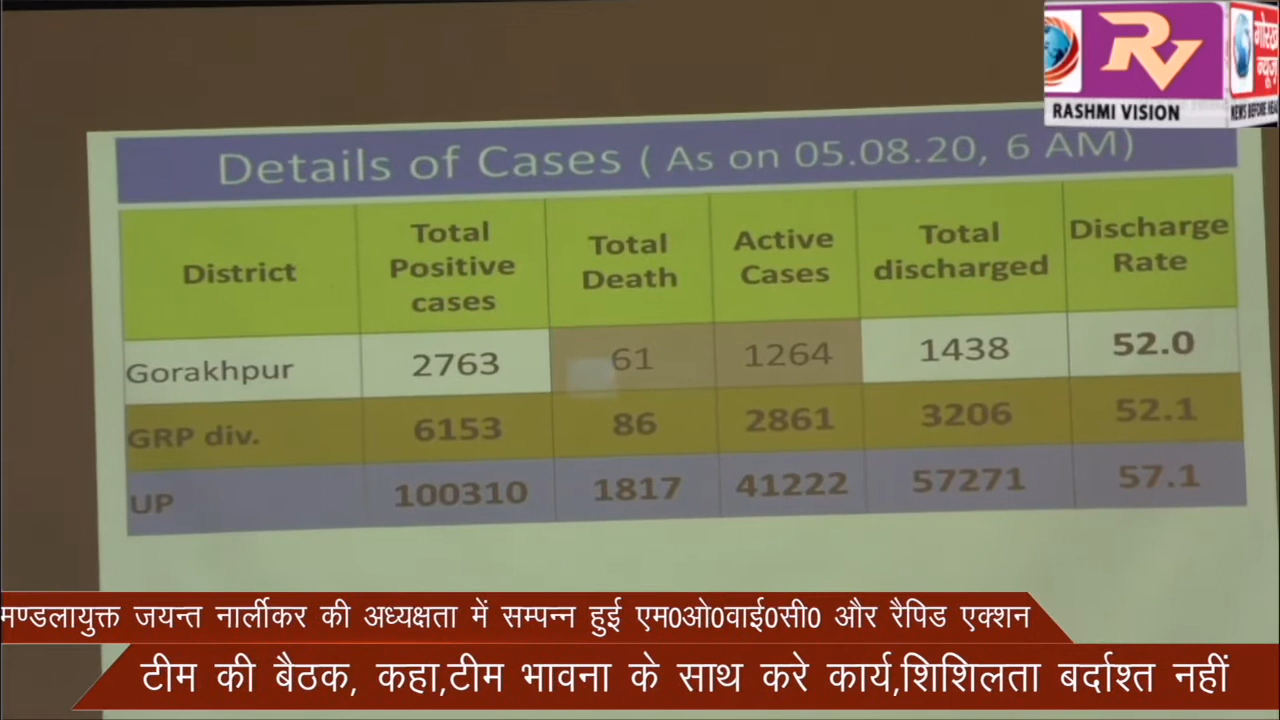 RV
RASHMI VISION
गोरख
न्यूज़
Details of Cases ( As on 05.08.20, 6 AM)
District Total Positive cases Total Death Active Cases Total discharged Discharge Rate
Gorakhpur 2763 61 1264 1438 52.0
GRP div. 6153 86 2861 3206 52.1
UP 100310 1817 41222 57271 57.1
मण्डलायुक्त जयन्त नार्लीकर की अध्यक्षता में सम्पन्न हुई एम0ओ0वाई0सी0 और रैपिड एक्शन
टीम की बैठक, कहा,टीम भावना के साथ करे कार्य,शिशिलता बर्दाश्त नहीं